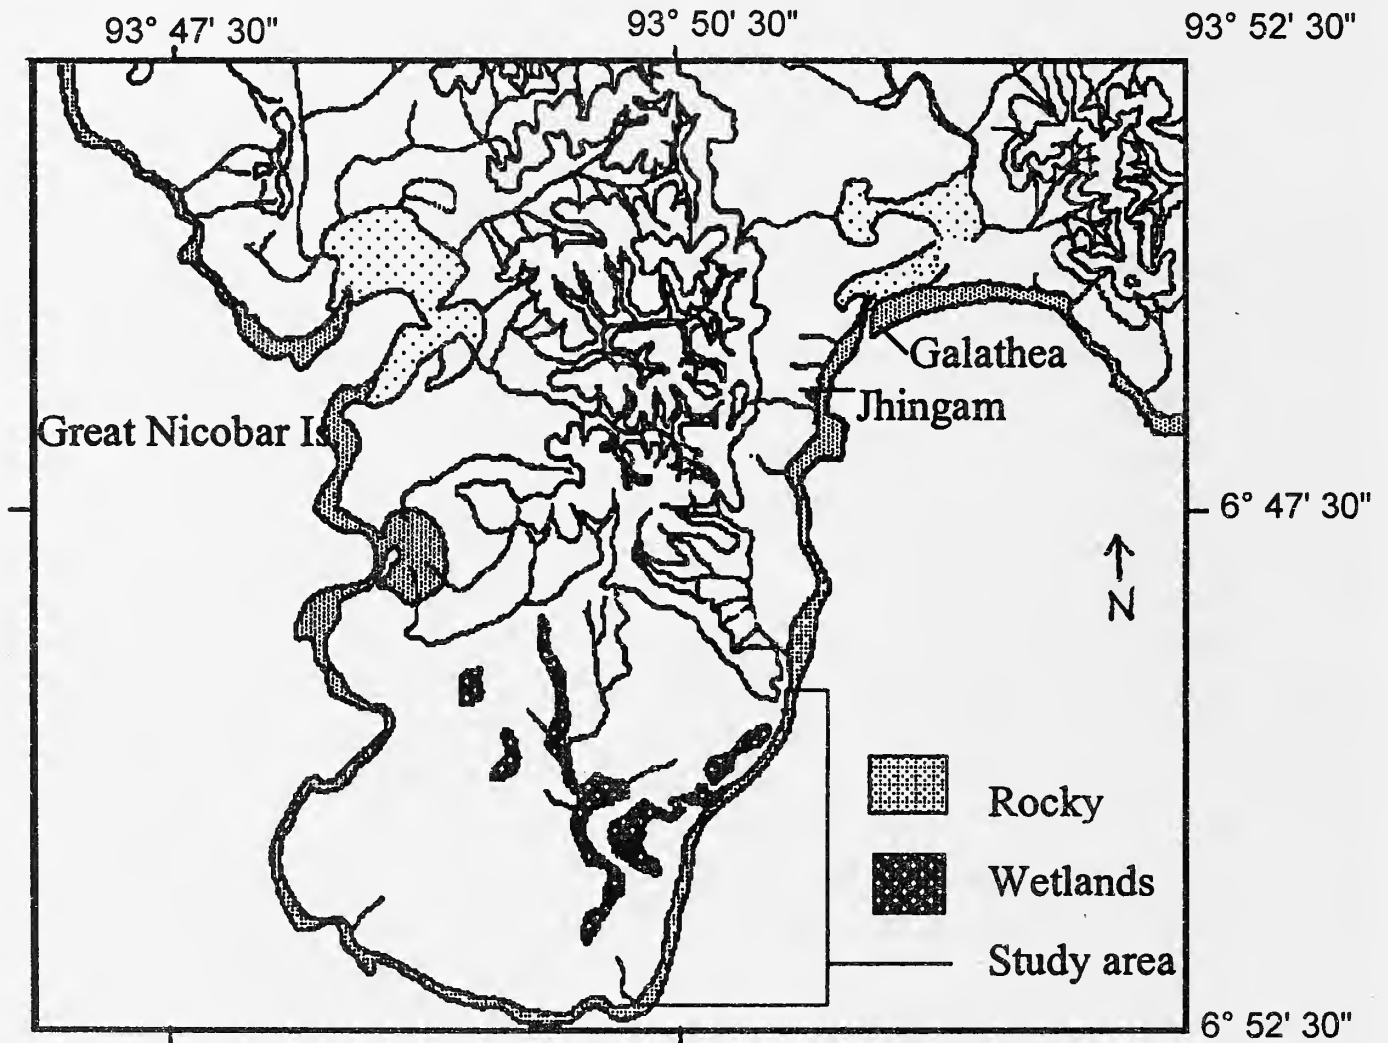 93° 47' 30" 93° 50' 30" 93° 52' 30"
Galathea
Jhingam
Great Nicobar Is
6° 47' 30"
N
Rocky
Wetlands
Study area
6° 52' 30"